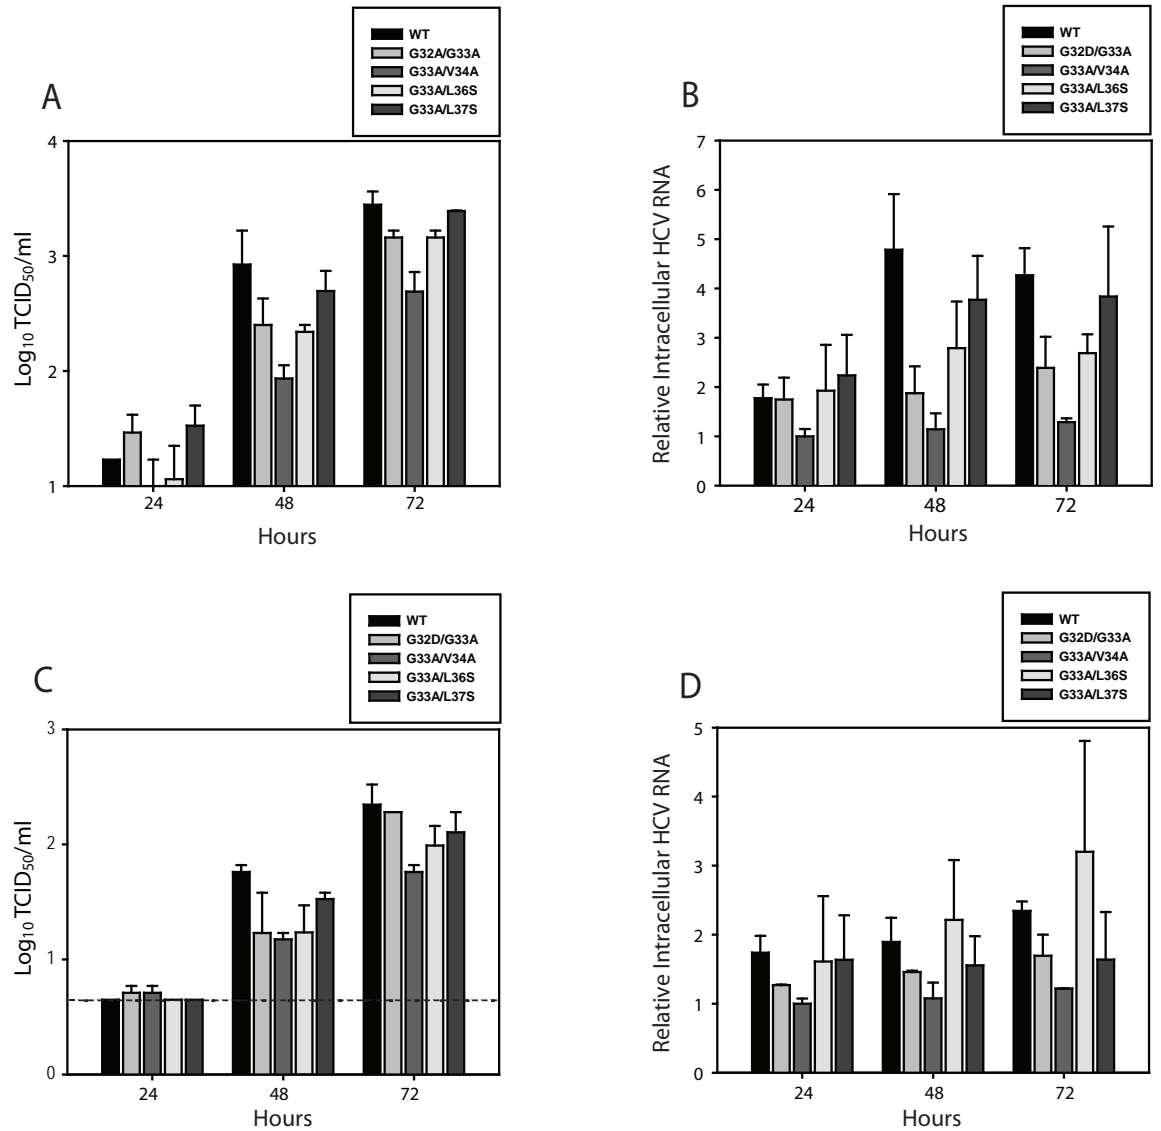 A
WT
G32A/G33A
G33A/V34A
G33A/L36S
G33A/L37S
Log10 TCID50/ml
4
3
2
1
24 48 72
Hours
B
WT
G32D/G33A
G33A/V34A
G33A/L36S
G33A/L37S
Relative Intracellular HCV RNA
7
6
5
4
3
2
1
0
24 48 72
Hours
C
WT
G32D/G33A
G33A/V34A
G33A/L36S
G33A/L37S
Log10 TCID50/ml
3
2
1
0
24 48 72
Hours
D
WT
G32D/G33A
G33A/V34A
G33A/L36S
G33A/L37S
Relative Intracellular HCV RNA
5
4
3
2
1
0
24 48 72
Hours